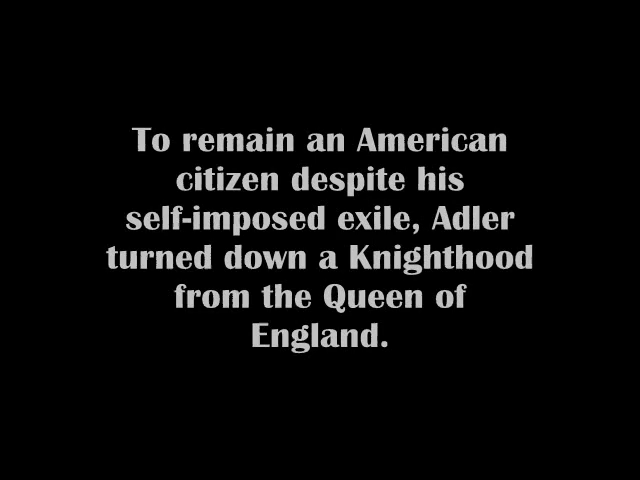 To remain an American
citizen despite his
self-imposed exile, Adler
turned down a Knighthood
from the Queen of
England.